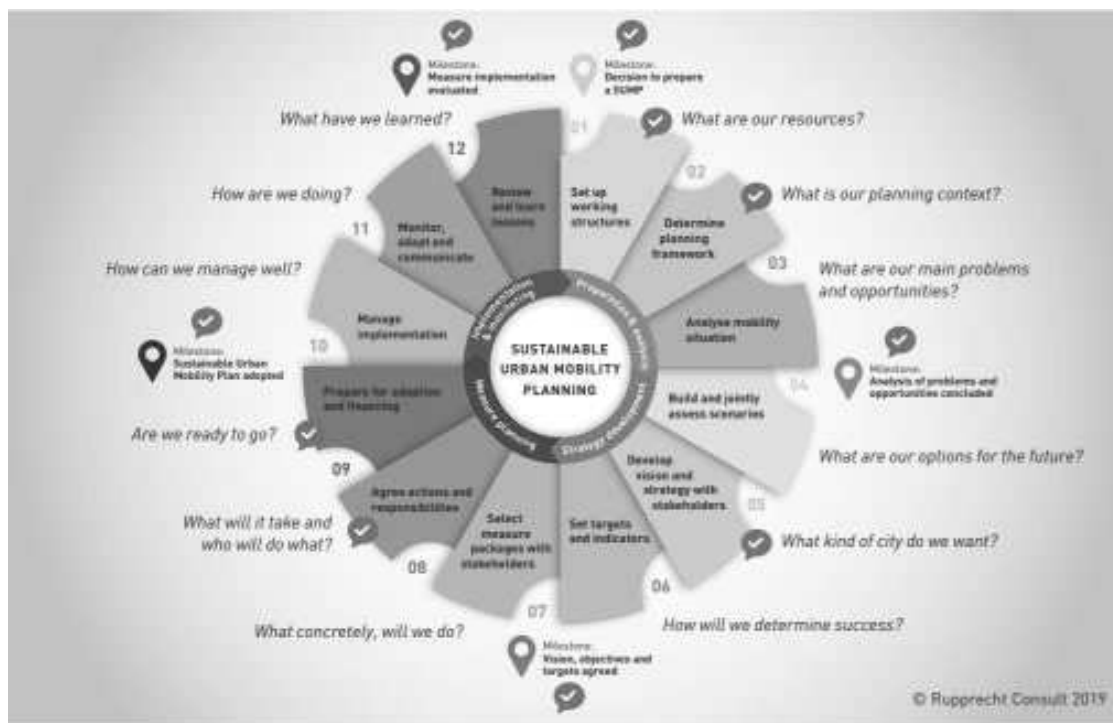 Milestone:
Measure implementation
evaluated
Milestone:
Decision to prepare
a SUMP
What have we learned?
What are our resources?
12
01
02
Review
and learn
lessons
Set up
working
structures
How are we doing?
What is our planning context?
11
Monitor,
adapt and
communicate
Determine
planning
framework
03
How can we manage well?
What are our main problems
and opportunities?
Implementation
& monitoring
Preparation & analysis
Manage
implementation
Analyse mobility
situation
10
Milestone:
Sustainable Urban
Mobility Plan adopted
SUSTAINABLE
URBAN MOBILITY
PLANNING
Milestone:
Analysis of problems and
opportunities concluded
04
Prepare for adoption
and financing
Build and jointly
assess scenarios
Measure planning
Strategy development
Are we ready to go?
What are our options for the future?
09
Develop
vision and
strategy with
stakeholders
05
Agree actions and
responsibilities
Select
measure
packages with
stakeholders
Set targets
and indicators
What will it take and
who will do what?
What kind of city do we want?
08
06
07
What concretely, will we do?
How will we determine success?
Milestone:
Vision, objectives and
targets agreed
© Rupprecht Consult 2019